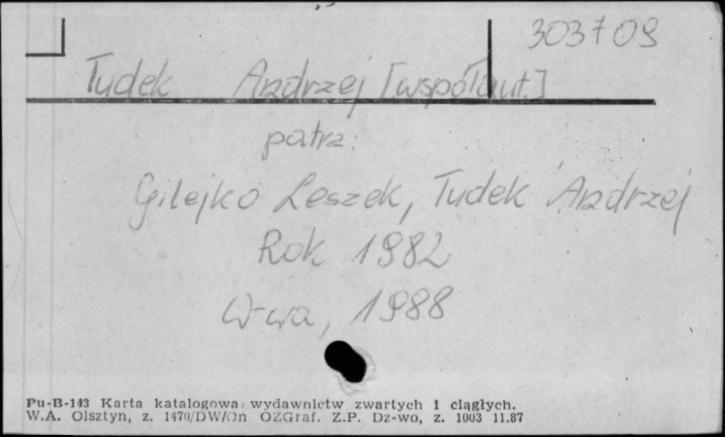 303709
Tudek Andrzej [współaut.]
patrz:
Gilejko Leszek, Tudek Andrzej
Rok 1982
W-wa, 1988
Pu-B-143 Karta katalogowa wydawnictw zwartych i ciągłych.
W.A. Olsztyn, z. 1470/DW/On OZGraf. Z.P. Dz-wo, z. 1003 11.87